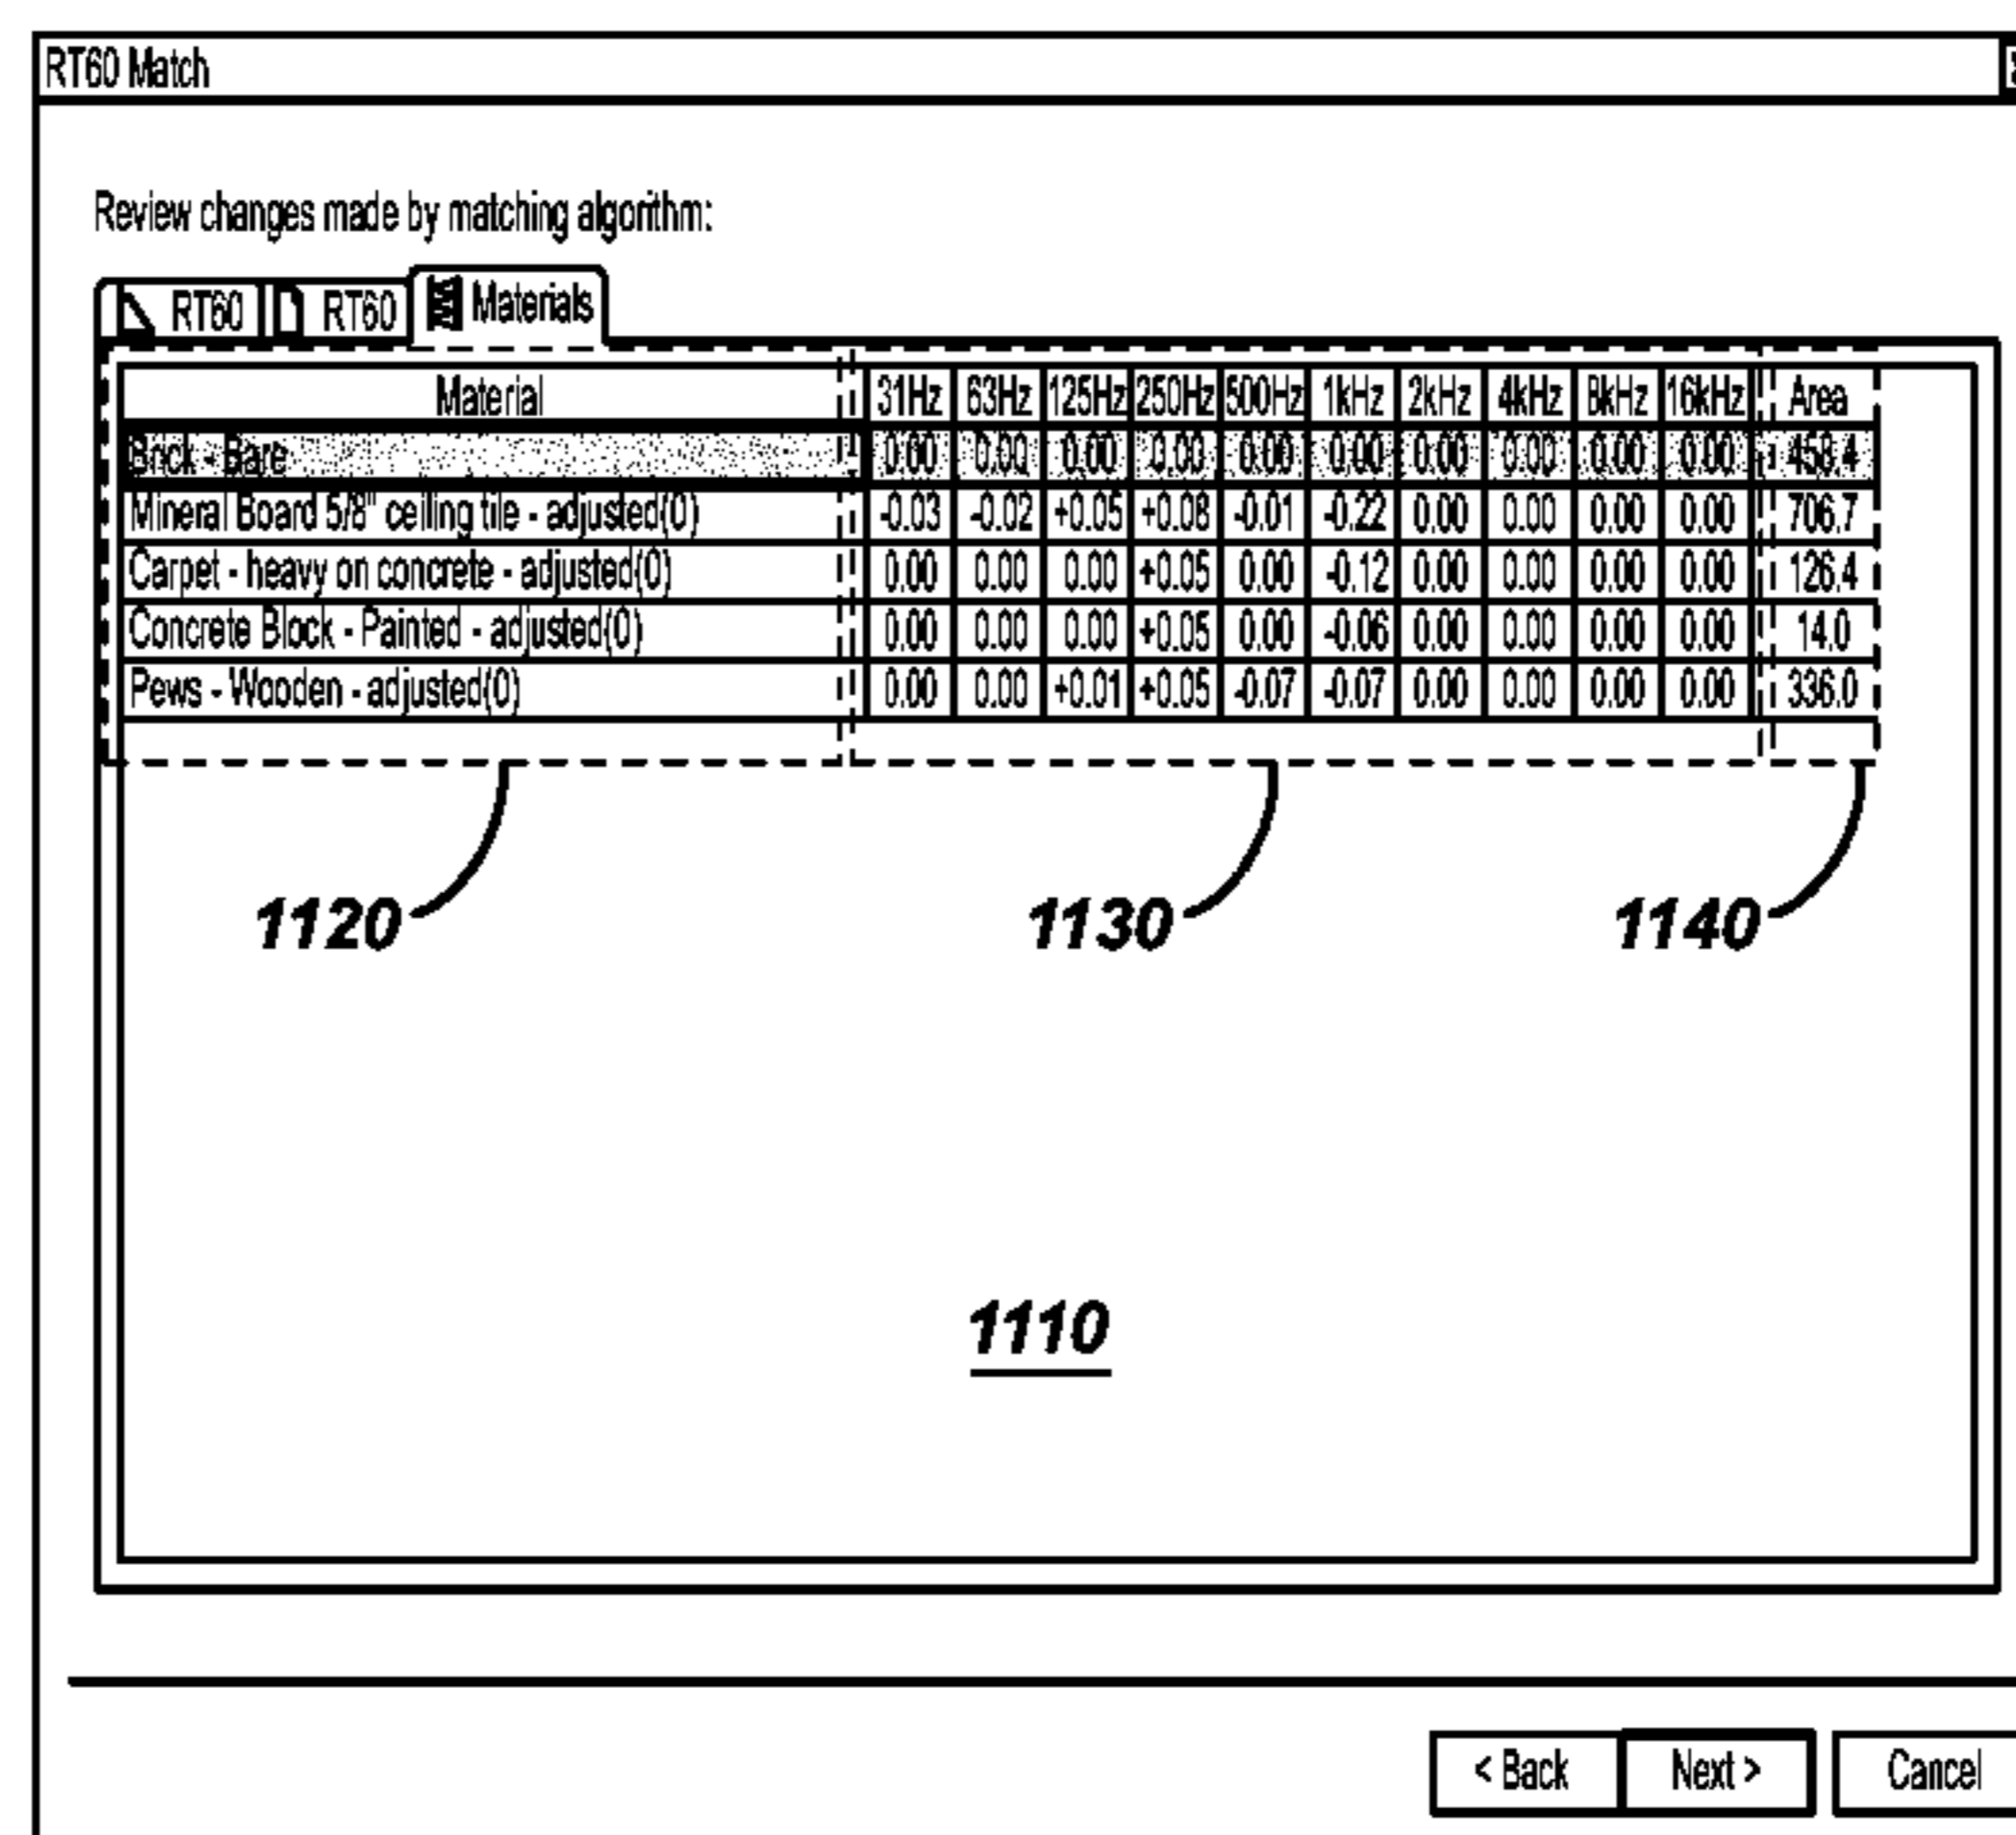 RT60 Match
Review changes made by matching algorithm:
RT60 RT60 Materials
Material 31Hz 63Hz 125Hz 250Hz 500Hz 1kHz 2kHz 4kHz 8kHz 16kHz Area
Brick - Bare 0.00 0.00 0.00 0.00 0.00 0.00 0.00 0.00 0.00 0.00 458.4
Mineral Board 5/8" ceiling tile - adjusted(0) -0.03 -0.02 +0.05 +0.08 -0.01 -0.22 0.00 0.00 0.00 0.00 706.7
Carpet - heavy on concrete - adjusted(0) 0.00 0.00 0.00 +0.05 0.00 -0.12 0.00 0.00 0.00 0.00 126.4
Concrete Block - Painted - adjusted(0) 0.00 0.00 0.00 +0.05 0.00 -0.06 0.00 0.00 0.00 0.00 14.0
Pews - Wooden - adjusted(0) 0.00 0.00 +0.01 +0.05 -0.07 -0.07 0.00 0.00 0.00 0.00 336.0
1120 1130 1140
1110
< Back Next > Cancel